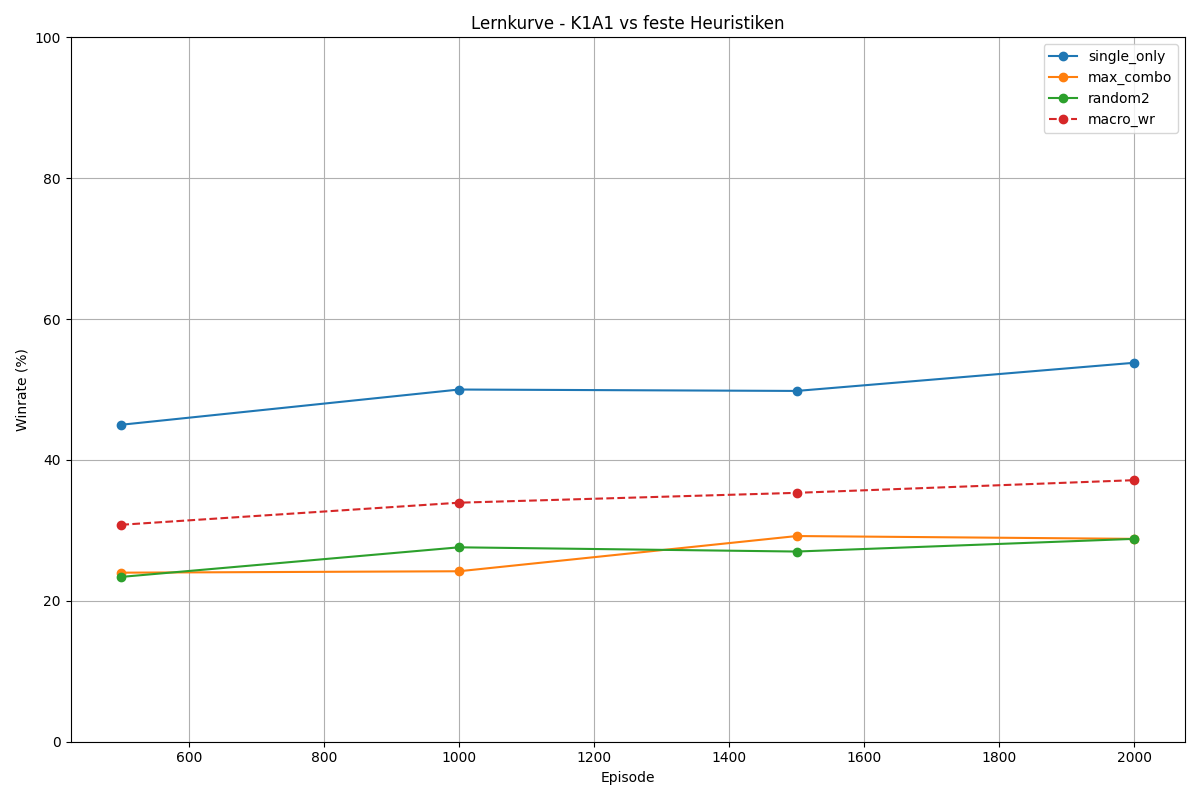 Lernkurve - K1A1 vs feste Heuristiken
100
80
60
40
20
0
Winrate (%)
single_only
max_combo
random2
macro_wr
600 800 1000 1200 1400 1600 1800 2000
Episode